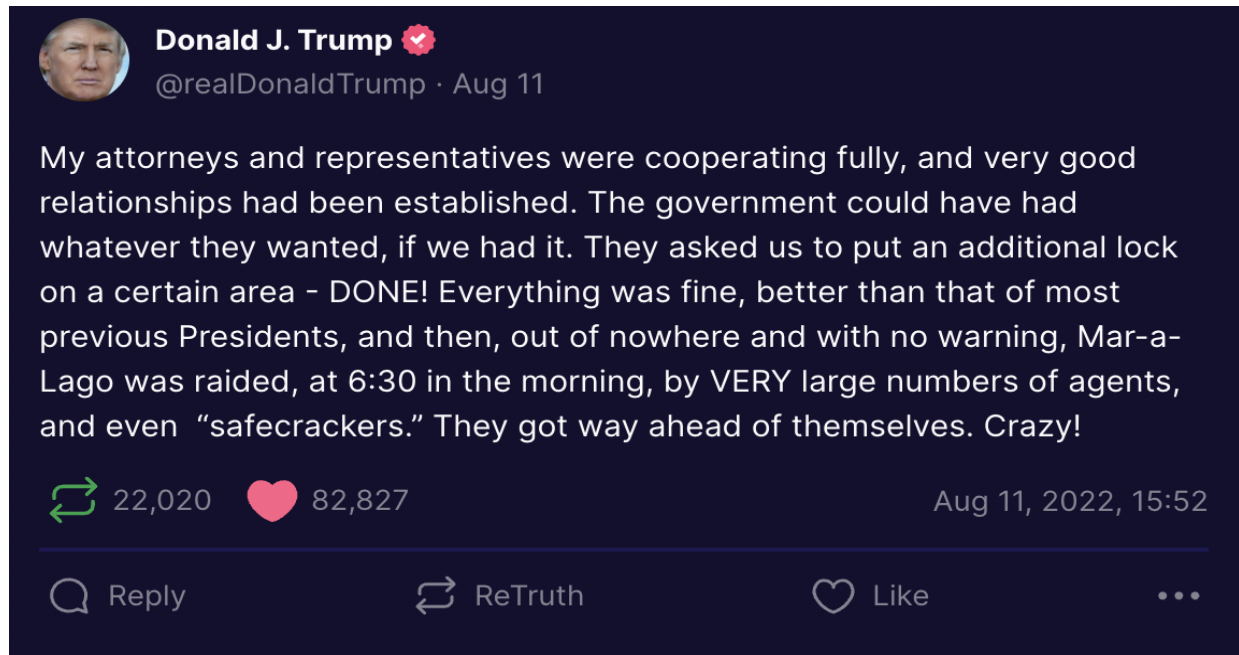 Donald J. Trump
@realDonaldTrump · Aug 11
My attorneys and representatives were cooperating fully, and very good
relationships had been established. The government could have had
whatever they wanted, if we had it. They asked us to put an additional lock
on a certain area - DONE! Everything was fine, better than that of most
previous Presidents, and then, out of nowhere and with no warning, Mar-a-
Lago was raided, at 6:30 in the morning, by VERY large numbers of agents,
and even  “safecrackers.” They got way ahead of themselves. Crazy!
22,020 82,827 Aug 11, 2022, 15:52
Reply ReTruth Like